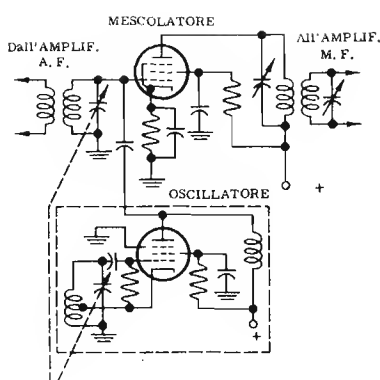 MESCOLATORE
Dall'AMPLIF.
A. F.
All'AMPLIF.
M. F.
+
OSCILLATORE
+